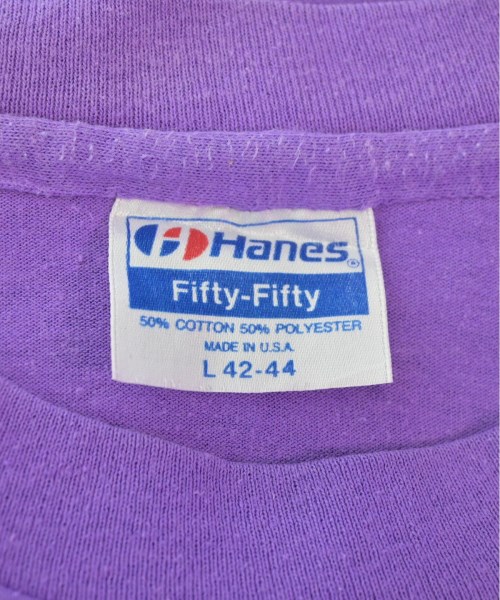 Hanes®
Fifty-Fifty
50% COTTON 50% POLYESTER
MADE IN U.S.A.
L 42-44